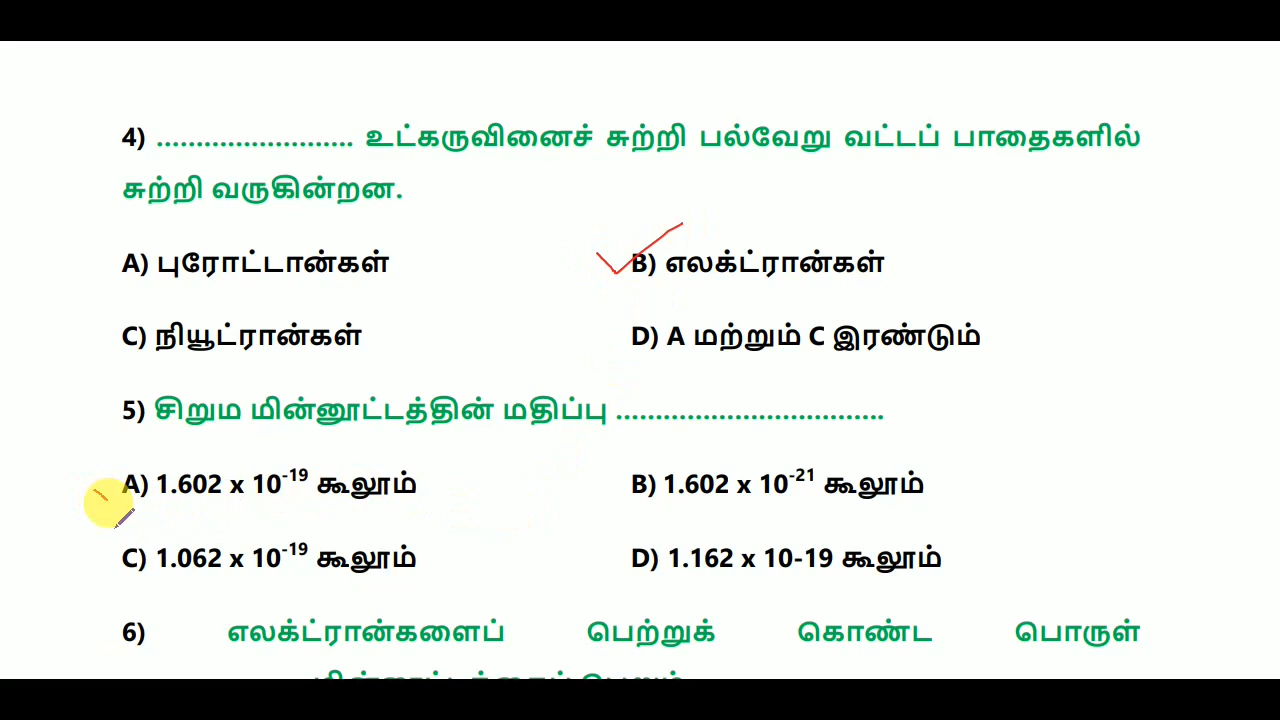 4) ......................... உட்கருவினைச் சுற்றி பல்வேறு வட்டப் பாதைகளில்
சுற்றி வருகின்றன.
A) புரோட்டான்கள் B) எலக்ட்ரான்கள்
C) நியூட்ரான்கள் D) A மற்றும் C இரண்டும்
5) சிறும மின்னூட்டத்தின் மதிப்பு ..................................
A) 1.602 x 10⁻¹⁹ கூலூம் B) 1.602 x 10⁻²¹ கூலூம்
C) 1.062 x 10⁻¹⁹ கூலூம் D) 1.162 x 10-19 கூலூம்
6) எலக்ட்ரான்களைப் பெற்றுக் கொண்ட பொருள்